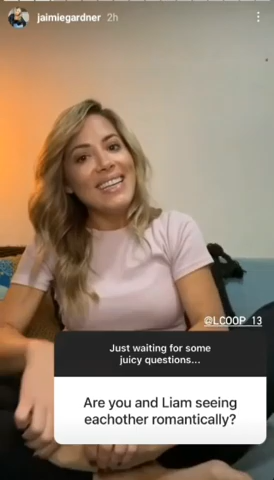 jaimiegardner 2h
@LCOOP_13
Just waiting for some
juicy questions...
Are you and Liam seeing
eachother romantically?